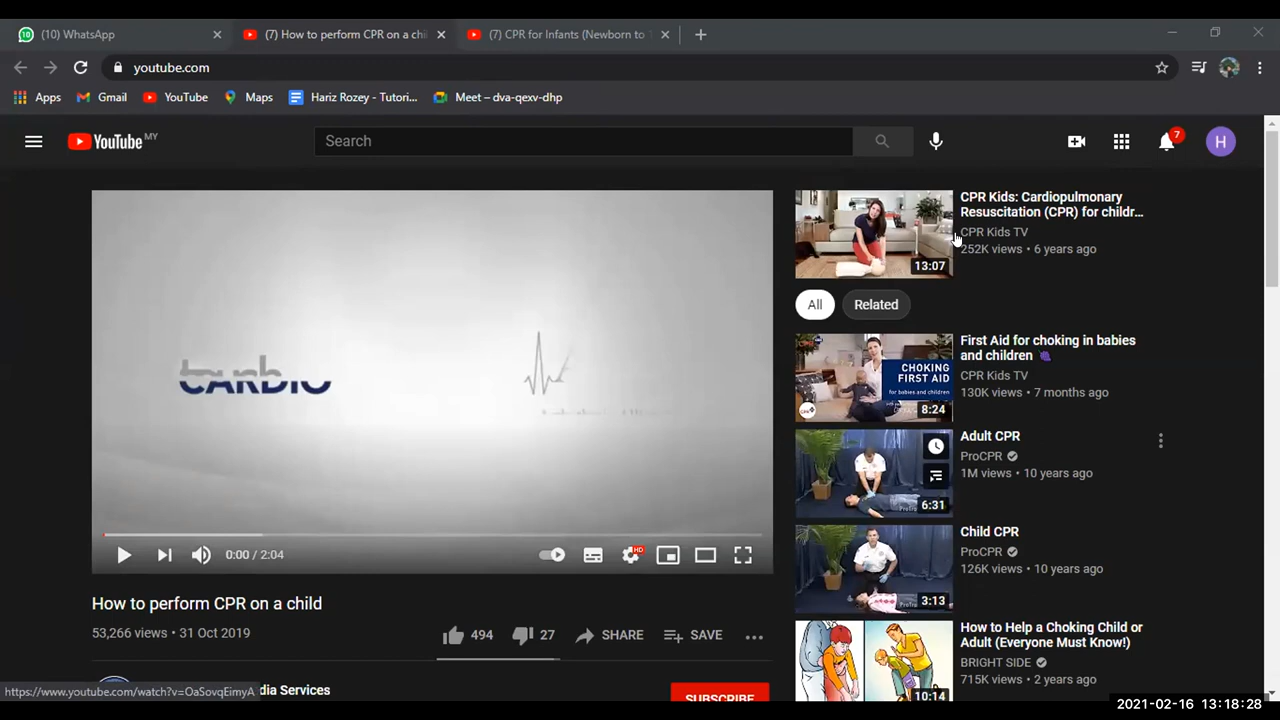 (10) WhatsApp
(7) How to perform CPR on a chi
(7) CPR for Infants (Newborn to 1
youtube.com
Apps
Gmail
YouTube
Maps
Hariz Rozey - Tutori...
Meet – dva-qexv-dhp
YouTube MY
Search
7
H
CPR Kids: Cardiopulmonary
Resuscitation (CPR) for childr...
CPR Kids TV
252K views • 6 years ago
13:07
All
Related
First Aid for choking in babies
and children
CPR Kids TV
130K views • 7 months ago
CHOKING
FIRST AID
for babies and children
8:24
Adult CPR
ProCPR
1M views • 10 years ago
6:31
Child CPR
ProCPR
126K views • 10 years ago
3:13
How to Help a Choking Child or
Adult (Everyone Must Know!)
BRIGHT SIDE
715K views • 2 years ago
10:14
CARDIO
0:00 / 2:04
HD
How to perform CPR on a child
53,266 views • 31 Oct 2019
494
27
SHARE
SAVE
https://www.youtube.com/watch?v=OaSovqEimyA
dia Services
SUBSCRIBE
2021-02-16 13:18:28